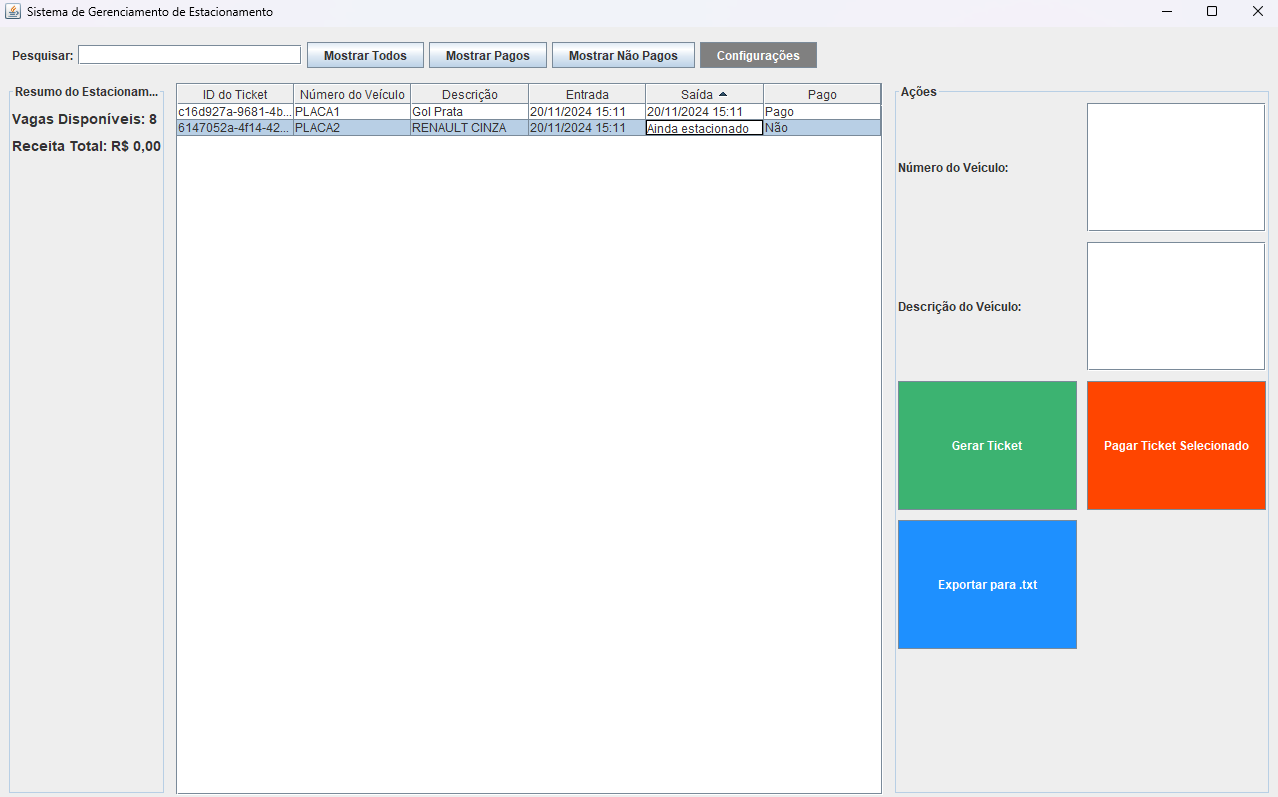 Sistema de Gerenciamento de Estacionamento
Pesquisar: Mostrar Todos Mostrar Pagos Mostrar Não Pagos Configurações
Resumo do Estacionam...
Vagas Disponíveis: 8
Receita Total: R$ 0,00
ID do Ticket Número do Veículo Descrição Entrada Saída Pago
c16d927a-9681-4b... PLACA1 Gol Prata 20/11/2024 15:11 20/11/2024 15:11 Pago
6147052a-4f14-42... PLACA2 RENAULT CINZA 20/11/2024 15:11 Ainda estacionado Não
Ações
Número do Veículo:
Descrição do Veículo:
Gerar Ticket Pagar Ticket Selecionado
Exportar para .txt